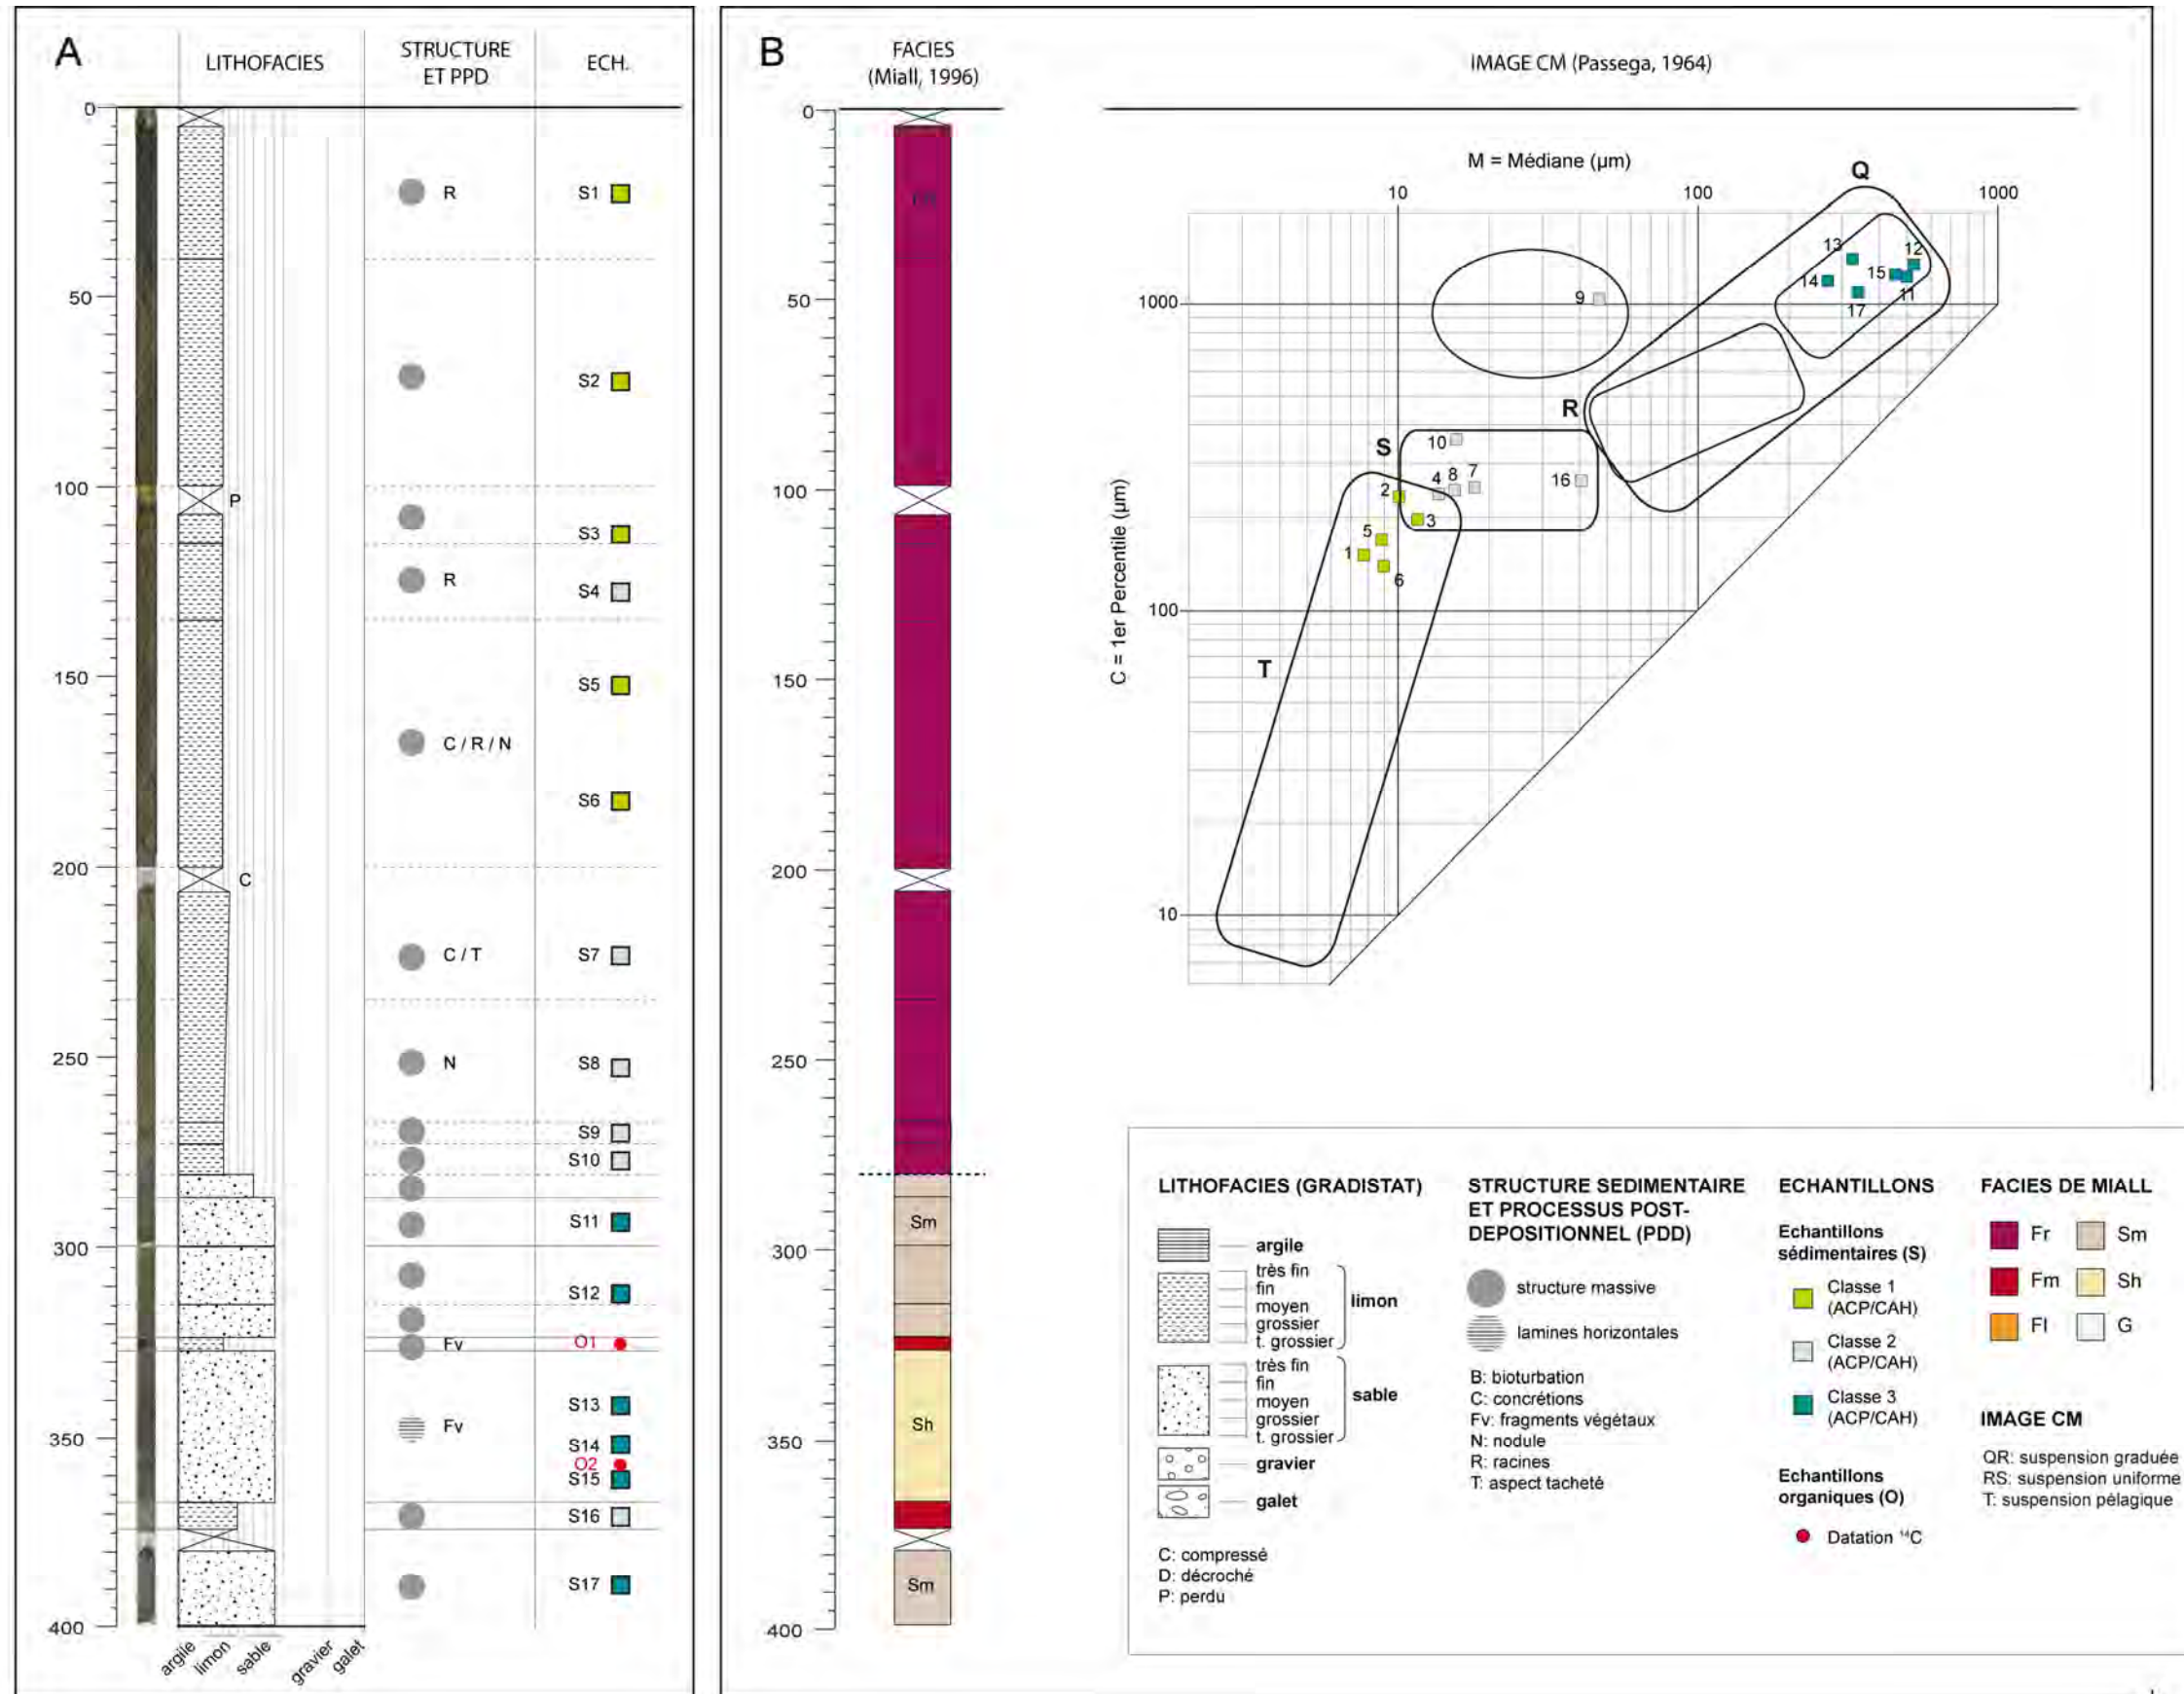 A
LITHOFACIES
STRUCTURE
ET PPD
ECH.
0
50
100
150
200
250
300
350
400
P
C
R
R
C / R / N
C / T
N
Fv
Fv
S1
S2
S3
S4
S5
S6
S7
S8
S9
S10
S11
S12
O1
S13
S14
O2
S15
S16
S17
argile
limon
sable
gravier
galet
B
FACIES
(Miall, 1996)
0
50
100
150
200
250
300
350
400
Sm
Sh
Sm
IMAGE CM (Passega, 1964)
M = Médiane (µm)
10
100
1000
C = 1er Percentile (µm)
1000
100
10
Q
R
S
T
13
12
14
15
11
17
9
10
4
8
7
16
2
3
5
1
6
LITHOFACIES (GRADISTAT)
argile
très fin
fin
moyen
grossier
t. grossier
limon
très fin
fin
moyen
grossier
t. grossier
sable
gravier
galet
C: compressé
D: décroché
P: perdu
STRUCTURE SEDIMENTAIRE
ET PROCESSUS POST-
DEPOSITIONNEL (PDD)
structure massive
lamines horizontales
B: bioturbation
C: concrétions
Fv: fragments végétaux
N: nodule
R: racines
T: aspect tacheté
ECHANTILLONS
Echantillons
sédimentaires (S)
Classe 1
(ACP/CAH)
Classe 2
(ACP/CAH)
Classe 3
(ACP/CAH)
Echantillons
organiques (O)
Datation ¹⁴C
FACIES DE MIALL
Fr
Sm
Fm
Sh
Fl
G
IMAGE CM
QR: suspension graduée
RS: suspension uniforme
T: suspension pélagique